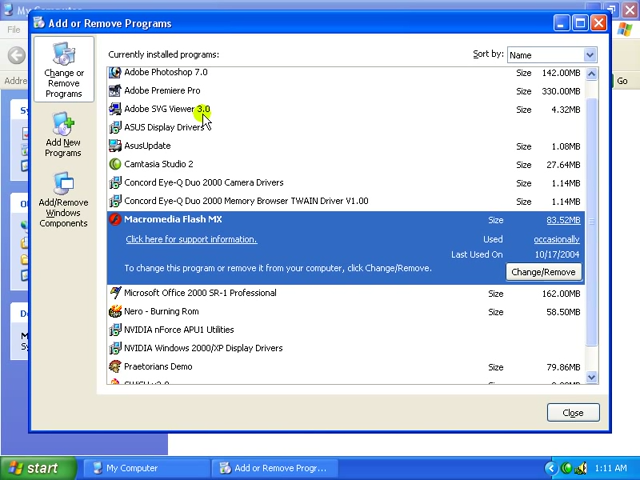 My Computer
Add or Remove Programs
File
Addres
Go
Change or
Remove
Programs
Add New
Programs
Add/Remove
Windows
Components
Currently installed programs:
Sort by:
Name
Adobe Photoshop 7.0
Size
142.00MB
Adobe Premiere Pro
Size
330.00MB
Adobe SVG Viewer 3.0
Size
4.32MB
ASUS Display Drivers
AsusUpdate
Size
1.08MB
Camtasia Studio 2
Size
27.64MB
Concord Eye-Q Duo 2000 Camera Drivers
Size
1.14MB
Concord Eye-Q Duo 2000 Memory Browser TWAIN Driver V1.00
Size
1.14MB
Macromedia Flash MX
Size
83.52MB
Click here for support information.
Used
occasionally
Last Used On
10/17/2004
To change this program or remove it from your computer, click Change/Remove.
Change/Remove
Microsoft Office 2000 SR-1 Professional
Size
162.00MB
Nero - Burning Rom
Size
58.50MB
NVIDIA nForce APU1 Utilities
NVIDIA Windows 2000/XP Display Drivers
Praetorians Demo
Size
79.86MB
Close
start
My Computer
Add or Remove Progr...
1:11 AM